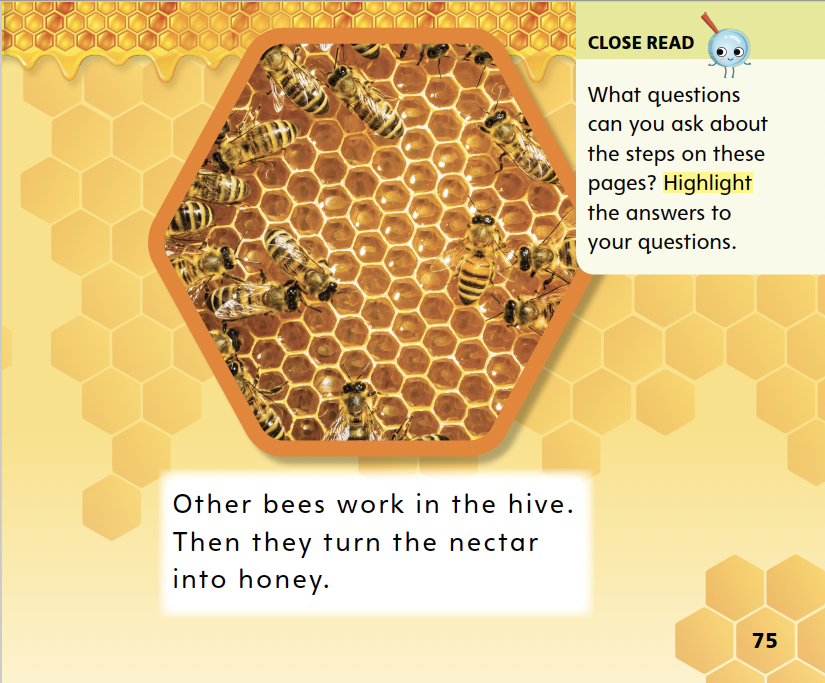 CLOSE READ
What questions
can you ask about
the steps on these
pages? Highlight
the answers to
your questions.
Other bees work in the hive.
Then they turn the nectar
into honey.
75